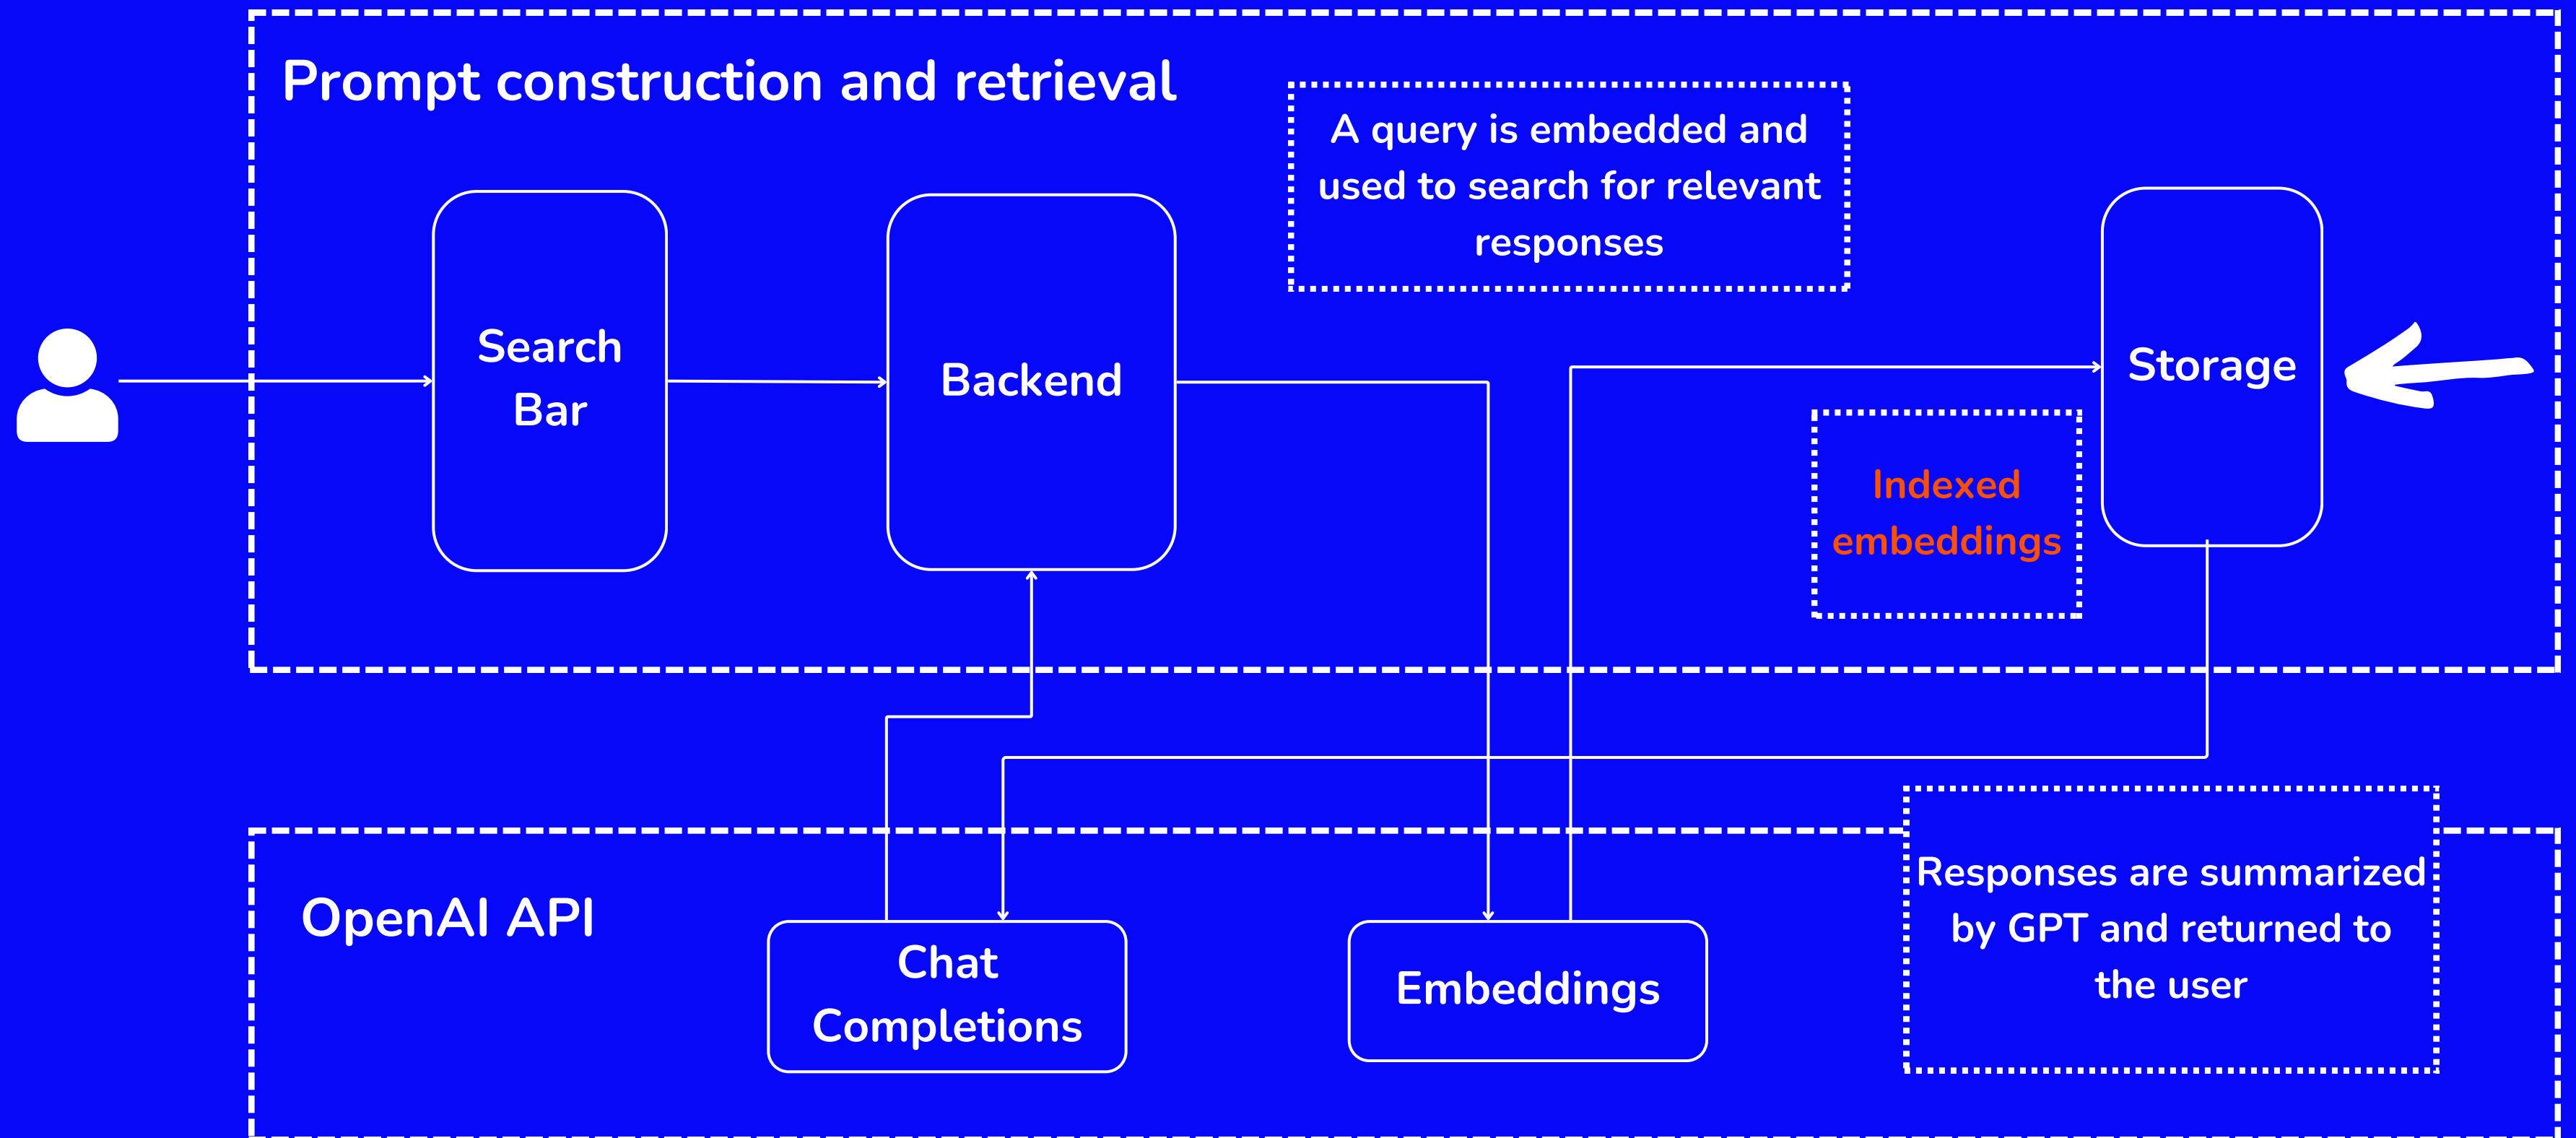 Prompt construction and retrieval
A query is embedded and
used to search for relevant
responses
Search
Bar
Backend
Storage
Indexed
embeddings
OpenAI API
Chat
Completions
Embeddings
Responses are summarized
by GPT and returned to
the user